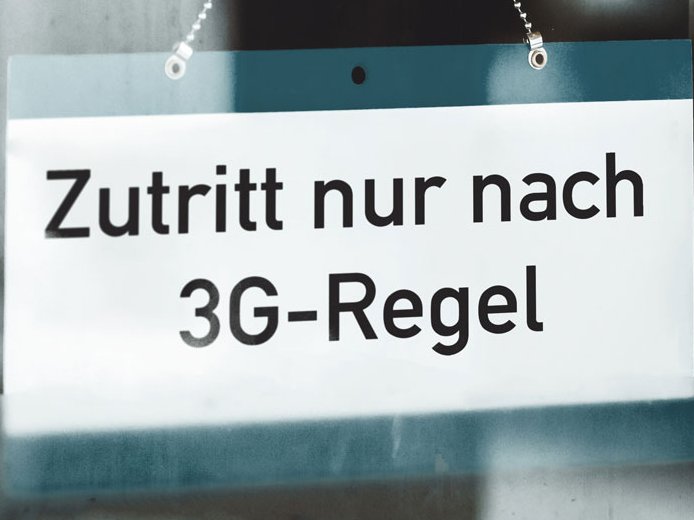 Zutritt nur nach
3G-Regel